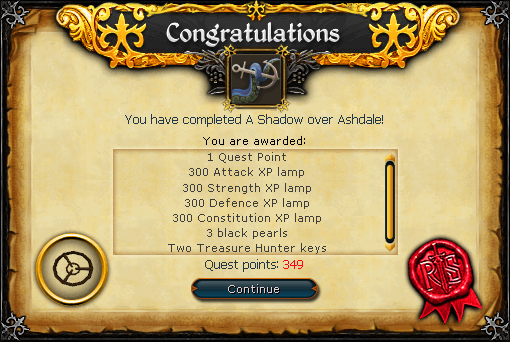 Congratulations
You have completed A Shadow over Ashdale!
You are awarded:
1 Quest Point
300 Attack XP lamp
300 Strength XP lamp
300 Defence XP lamp
300 Constitution XP lamp
3 black pearls
Two Treasure Hunter keys
Quest points: 349
Continue